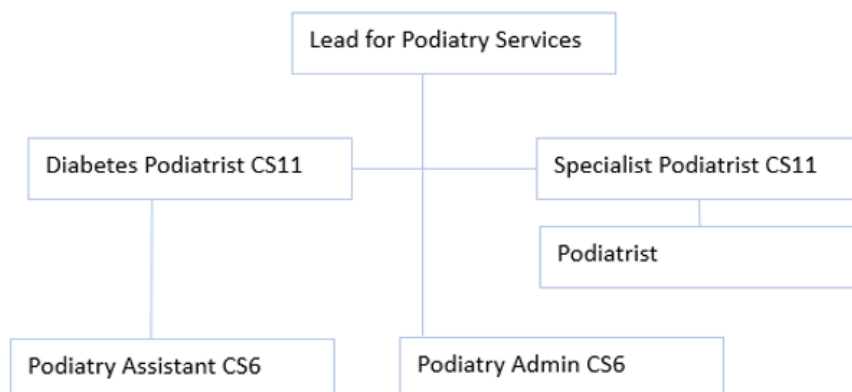 Lead for Podiatry Services
Diabetes Podiatrist CS11
Specialist Podiatrist CS11
Podiatrist
Podiatry Assistant CS6
Podiatry Admin CS6